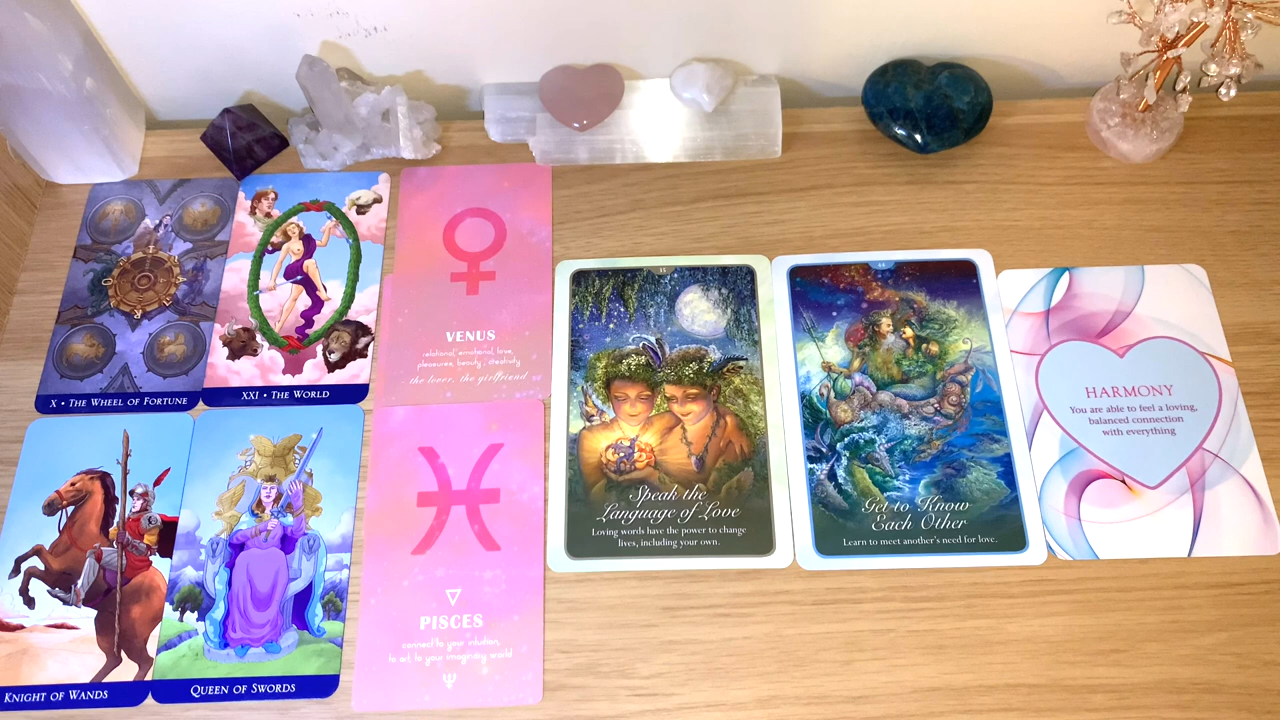 X • THE WHEEL OF FORTUNE
XXI • THE WORLD
KNIGHT OF WANDS
QUEEN OF SWORDS
VENUS
relational, emotional, love,
pleasures, beauty, creativity
the lover, the girlfriend
PISCES
connect to your intuition,
to act, to your imaginary world
Speak the
Language of Love
Loving words have the power to change
lives, including your own.
Get to Know
Each Other
Learn to meet another's need for love.
HARMONY
You are able to feel a loving,
balanced connection
with everything